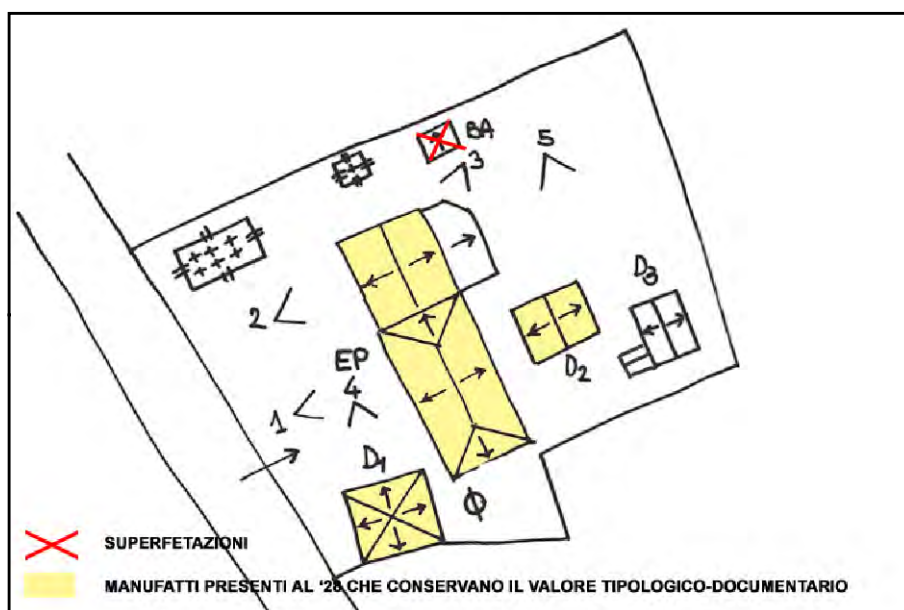 BA
3
5
D3
2
D2
EP
4
1
D1
Φ
SUPERFETAZIONI
MANUFATTI PRESENTI AL '28 CHE CONSERVANO IL VALORE TIPOLOGICO-DOCUMENTARIO